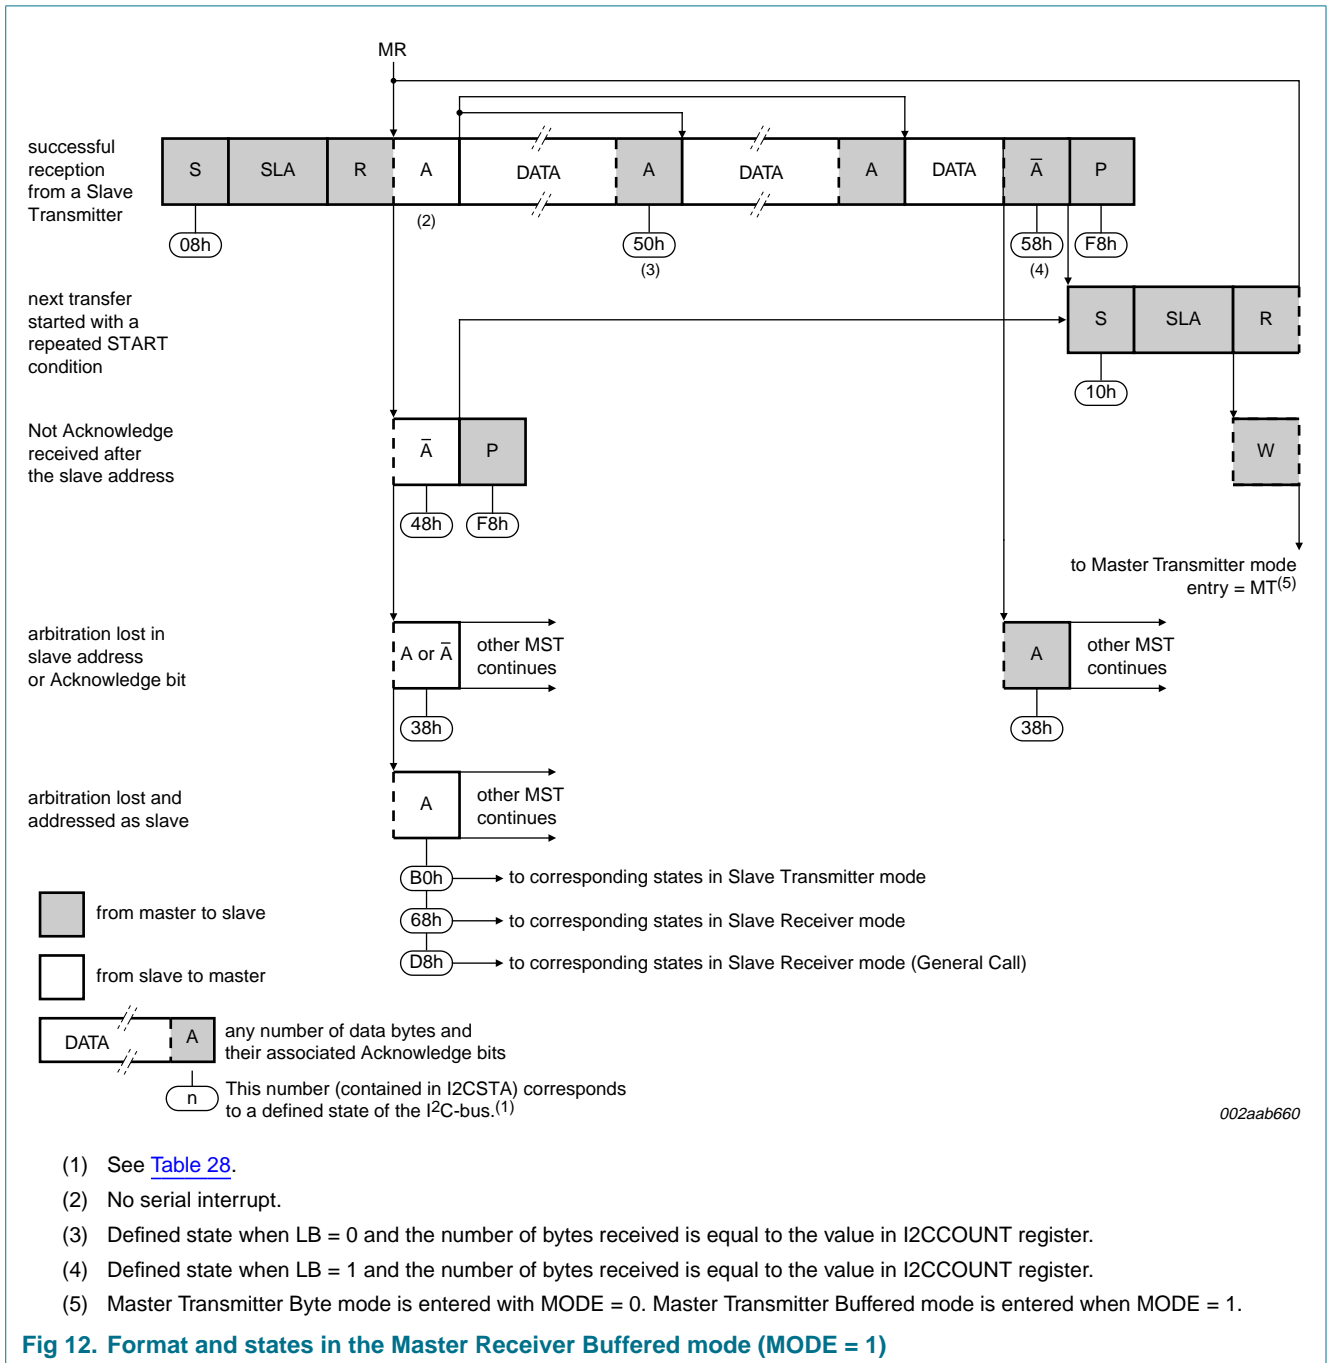 MR
successful
reception
from a Slave
Transmitter
S SLA R A DATA A DATA A DATA A̅ P
(2)
08h 50h 58h F8h
(3) (4)
next transfer
started with a
repeated START
condition
S SLA R
10h
Not Acknowledge
received after
the slave address
A̅ P W
48h F8h
to Master Transmitter mode
entry = MT(5)
arbitration lost in
slave address
or Acknowledge bit
A or A̅
other MST
continues
A
other MST
continues
38h 38h
arbitration lost and
addressed as slave
A
other MST
continues
B0h to corresponding states in Slave Transmitter mode
68h to corresponding states in Slave Receiver mode
D8h to corresponding states in Slave Receiver mode (General Call)
from master to slave
from slave to master
DATA A
any number of data bytes and
their associated Acknowledge bits
n
This number (contained in I2CSTA) corresponds
to a defined state of the I²C-bus.(1)
002aab660
(1) See Table 28.
(2) No serial interrupt.
(3) Defined state when LB = 0 and the number of bytes received is equal to the value in I2CCOUNT register.
(4) Defined state when LB = 1 and the number of bytes received is equal to the value in I2CCOUNT register.
(5) Master Transmitter Byte mode is entered with MODE = 0. Master Transmitter Buffered mode is entered when MODE = 1.
Fig 12. Format and states in the Master Receiver Buffered mode (MODE = 1)